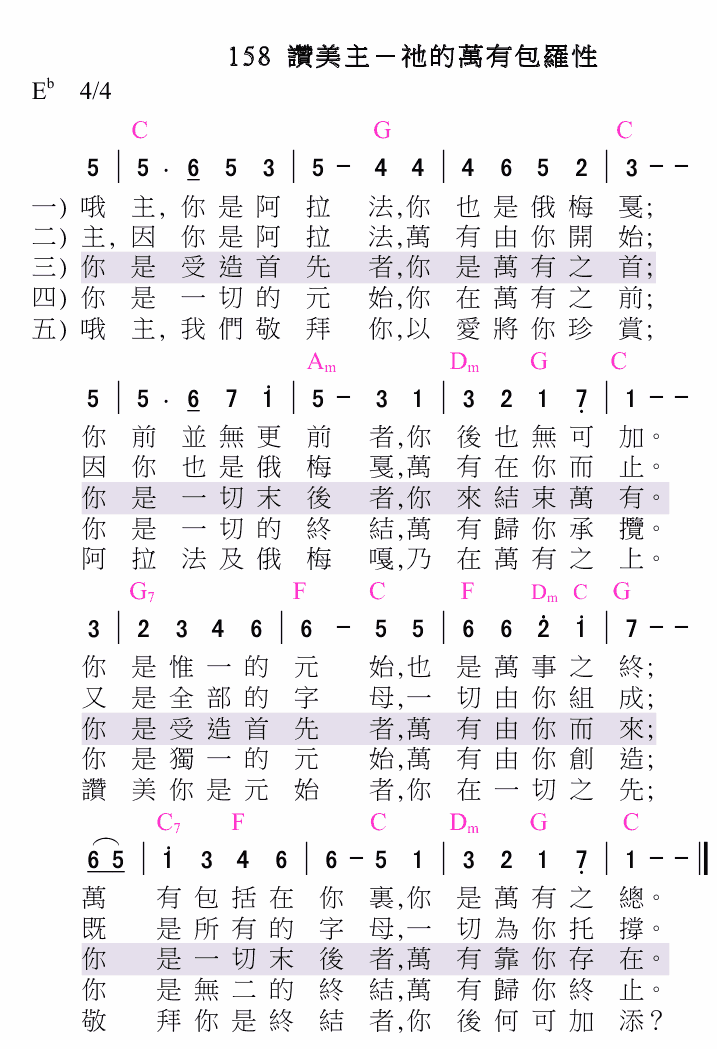 158 讚美主－祂的萬有包羅性
E♭ 4/4
C G C
5 | 5 · 6 5 3 | 5 － 4 4 | 4 6 5 2 | 3 － －
一) 哦 主, 你 是 阿 拉 法,你 也 是 俄 梅 戛;
二) 主, 因 你 是 阿 拉 法,萬 有 由 你 開 始;
三) 你 是 受 造 首 先 者,你 是 萬 有 之 首;
四) 你 是 一 切 的 元 始,你 在 萬 有 之 前;
五) 哦 主, 我 們 敬 拜 你,以 愛 將 你 珍 賞;
Am Dm G C
5 | 5 · 6 7 i | 5 － 3 1 | 3 2 1 7̣ | 1 － －
你 前 並 無 更 前 者,你 後 也 無 可 加。
因 你 也 是 俄 梅 戛,萬 有 在 你 而 止。
你 是 一 切 末 後 者,你 來 結 束 萬 有。
你 是 一 切 的 終 結,萬 有 歸 你 承 攬。
阿 拉 法 及 俄 梅 嘎,乃 在 萬 有 之 上。
G7 F C F Dm C G
3 | 2 3 4 6 | 6 － 5 5 | 6 6 2̇ i | 7 － －
你 是 惟 一 的 元 始,也 是 萬 事 之 終;
又 是 全 部 的 字 母,一 切 由 你 組 成;
你 是 受 造 首 先 者,萬 有 由 你 而 來;
你 是 獨 一 的 元 始,萬 有 由 你 創 造;
讚 美 你 是 元 始 者,你 在 一 切 之 先;
C7 F C Dm G C
6 5 | i 3 4 6 | 6 － 5 1 | 3 2 1 7̣ | 1 － － ‖
萬 有 包 括 在 你 裏,你 是 萬 有 之 總。
既 是 所 有 的 字 母,一 切 為 你 托 撐。
你 是 一 切 末 後 者,萬 有 靠 你 存 在。
你 是 無 二 的 終 結,萬 有 歸 你 終 止。
敬 拜 你 是 終 結 者,你 後 何 可 加 添？